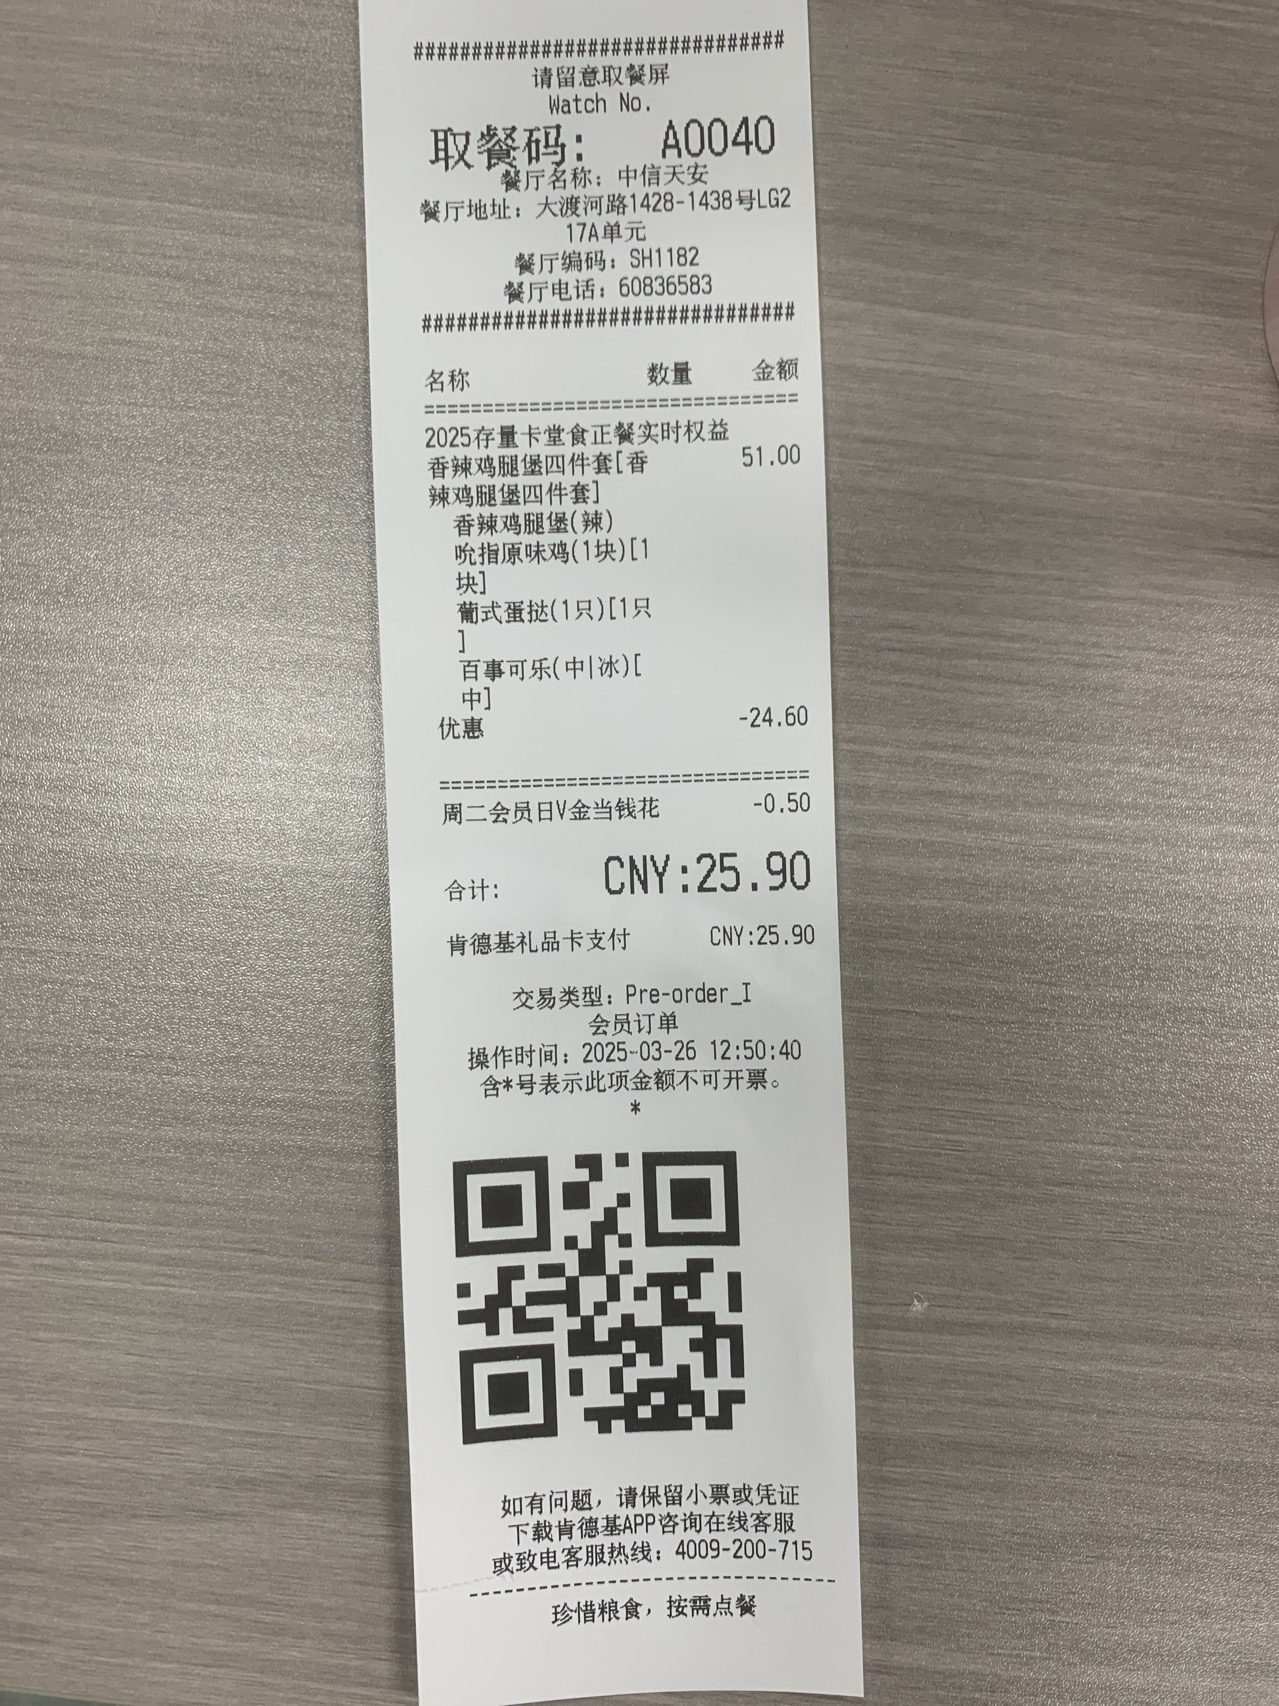 ################################
请留意取餐屏
Watch No.
取餐码: A0040
餐厅名称：中信天安
餐厅地址：大渡河路1428-1438号LG2
17A单元
餐厅编码：SH1182
餐厅电话：60836583
################################
名称 数量 金额
================================
2025存量卡堂食正餐实时权益
香辣鸡腿堡四件套[香 51.00
辣鸡腿堡四件套]
香辣鸡腿堡(辣)
吮指原味鸡(1块)[1
块]
葡式蛋挞(1只)[1只
]
百事可乐(中|冰)[
中]
优惠 -24.60
================================
周二会员日V金当钱花 -0.50
合计: CNY:25.90
肯德基礼品卡支付 CNY:25.90
交易类型：Pre-order_I
会员订单
操作时间：2025-03-26 12:50:40
含*号表示此项金额不可开票。
*
如有问题，请保留小票或凭证
下载肯德基APP咨询在线客服
或致电客服热线：4009-200-715
--------------------------------
珍惜粮食，按需点餐